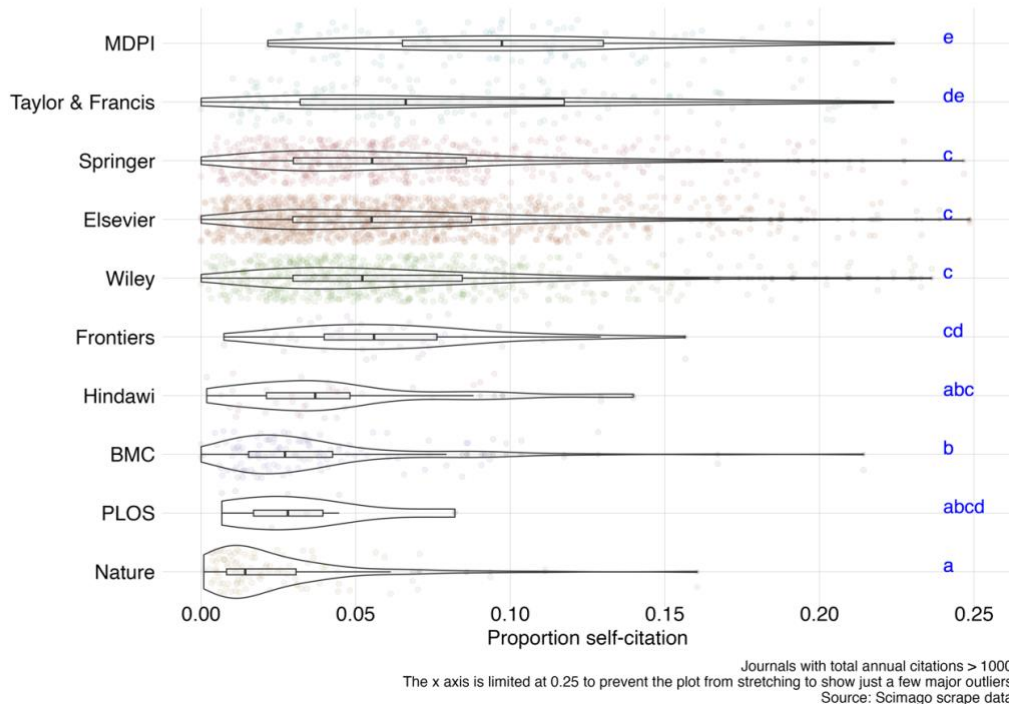 MDPI e
Taylor & Francis de
Springer c
Elsevier c
Wiley c
Frontiers cd
Hindawi abc
BMC b
PLOS abcd
Nature a
0.00 0.05 0.10 0.15 0.20 0.25
Proportion self-citation
Journals with total annual citations > 1000
The x axis is limited at 0.25 to prevent the plot from stretching to show just a few major outliers
Source: Scimago scrape data